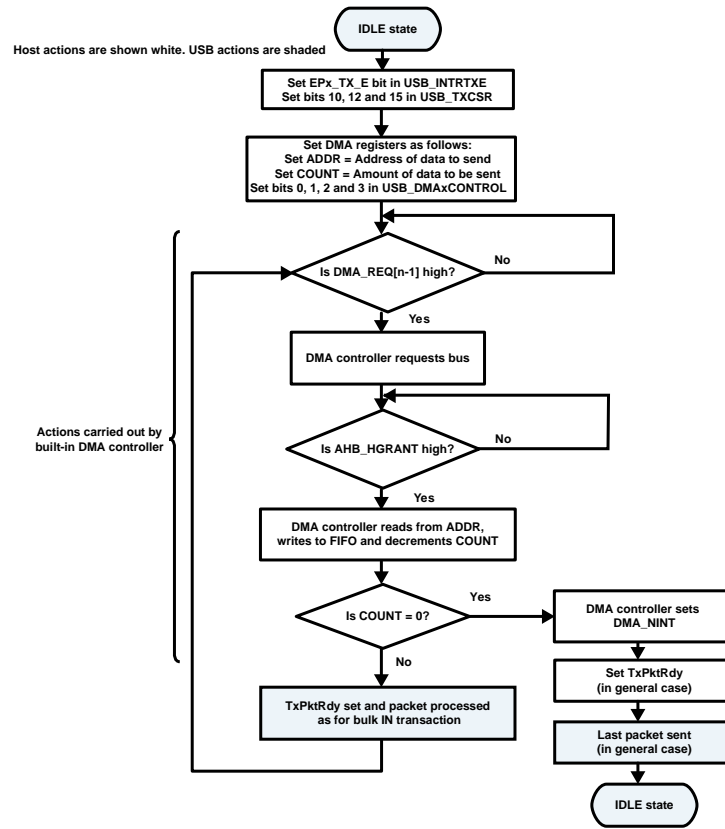 IDLE state
Host actions are shown white. USB actions are shaded
Set EPx_TX_E bit in USB_INTRTXE
Set bits 10, 12 and 15 in USB_TXCSR
Set DMA registers as follows:
Set ADDR = Address of data to send
Set COUNT = Amount of data to be sent
Set bits 0, 1, 2 and 3 in USB_DMAxCONTROL
Is DMA_REQ[n-1] high?
No
Yes
DMA controller requests bus
Actions carried out by
built-in DMA controller
Is AHB_HGRANT high?
No
Yes
DMA controller reads from ADDR,
writes to FIFO and decrements COUNT
Is COUNT = 0?
Yes
No
DMA controller sets
DMA_NINT
Set TxPktRdy
(in general case)
TxPktRdy set and packet processed
as for bulk IN transaction
Last packet sent
(in general case)
IDLE state